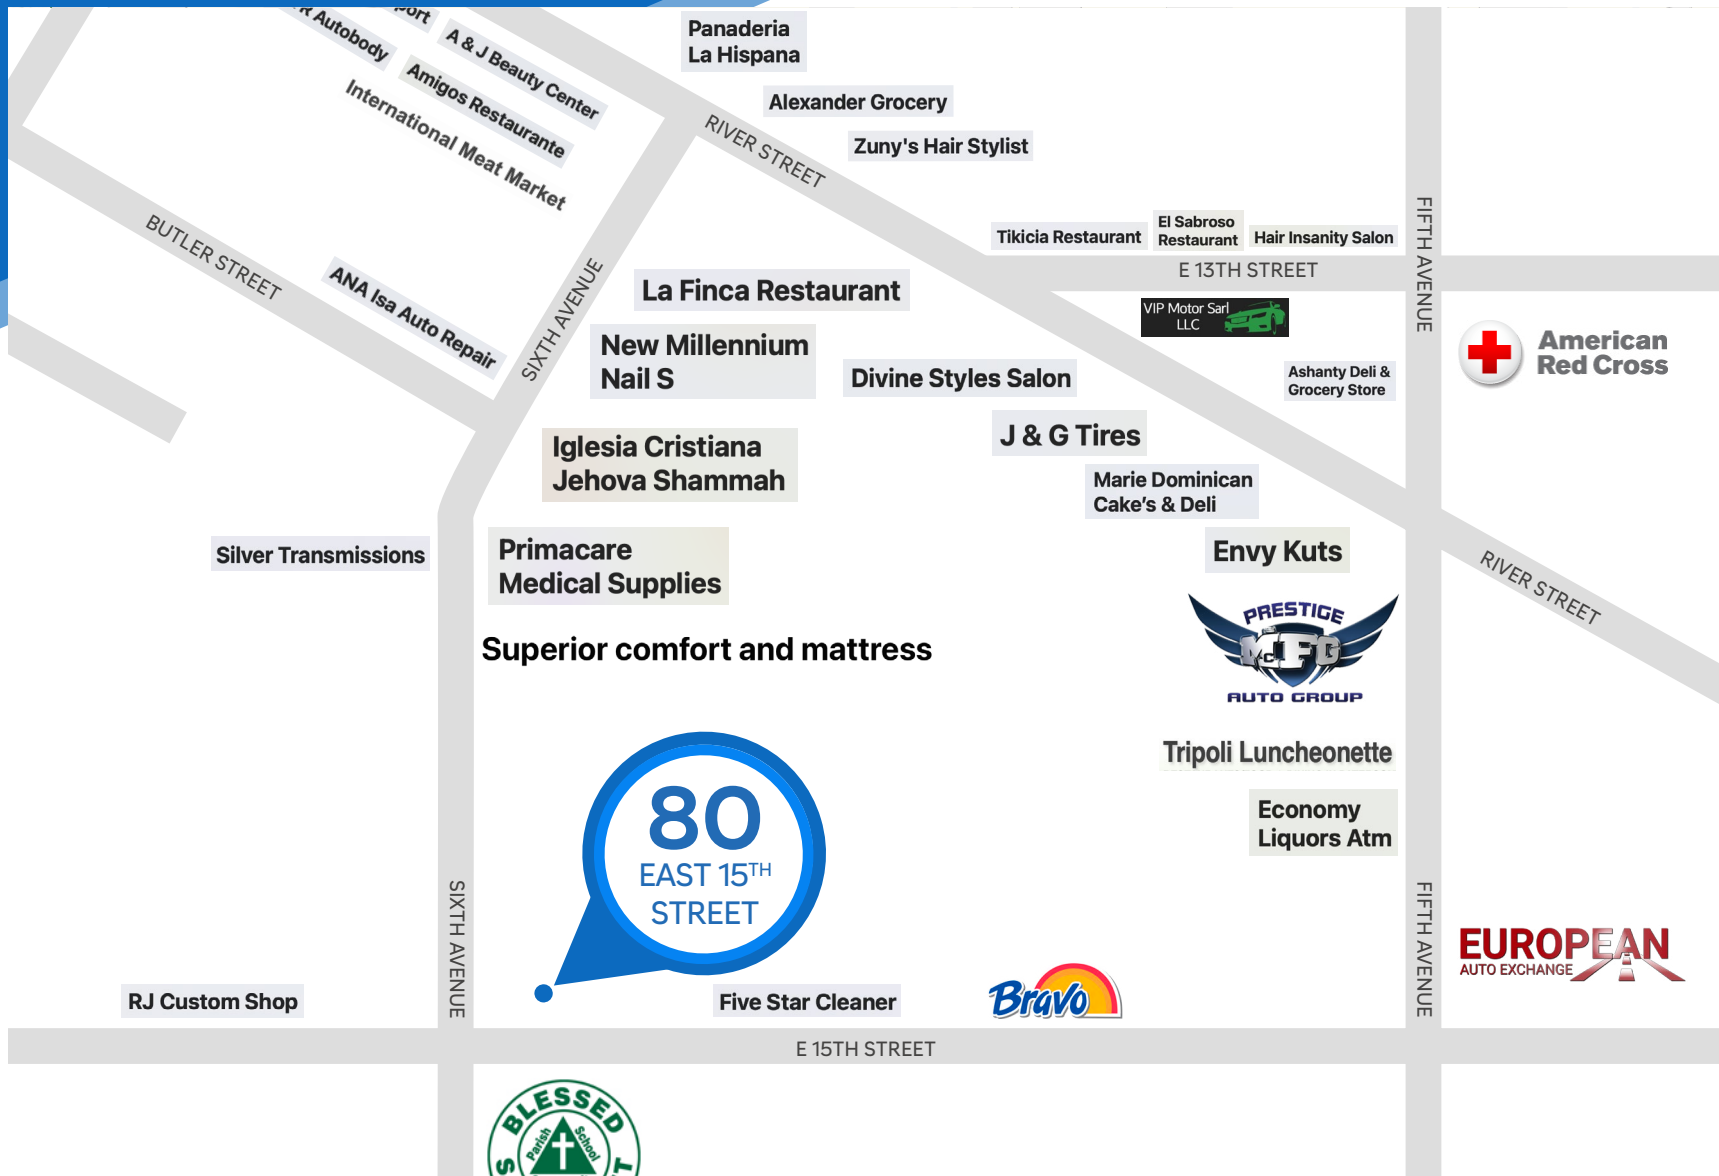 Autobody
A & J Beauty Center
Amigos Restaurante
International Meat Market
Panaderia
La Hispana
Alexander Grocery
Zuny's Hair Stylist
RIVER STREET
BUTLER STREET
ANA Isa Auto Repair
SIXTH AVENUE
Tikicia Restaurant
El Sabroso
Restaurant
Hair Insanity Salon
FIFTH AVENUE
E 13TH STREET
La Finca Restaurant
VIP Motor Sarl
LLC
New Millennium
Nail S
Divine Styles Salon
Ashanty Deli &
Grocery Store
American
Red Cross
J & G Tires
Iglesia Cristiana
Jehova Shammah
Marie Dominican
Cake's & Deli
Silver Transmissions
Primacare
Medical Supplies
Envy Kuts
RIVER STREET
PRESTIGE
McFG
AUTO GROUP
Superior comfort and mattress
Tripoli Luncheonette
80
EAST 15TH
STREET
Economy
Liquors Atm
SIXTH AVENUE
FIFTH AVENUE
EUROPEAN
AUTO EXCHANGE
RJ Custom Shop
Five Star Cleaner
Bravo
E 15TH STREET
BLESSED
Parish School